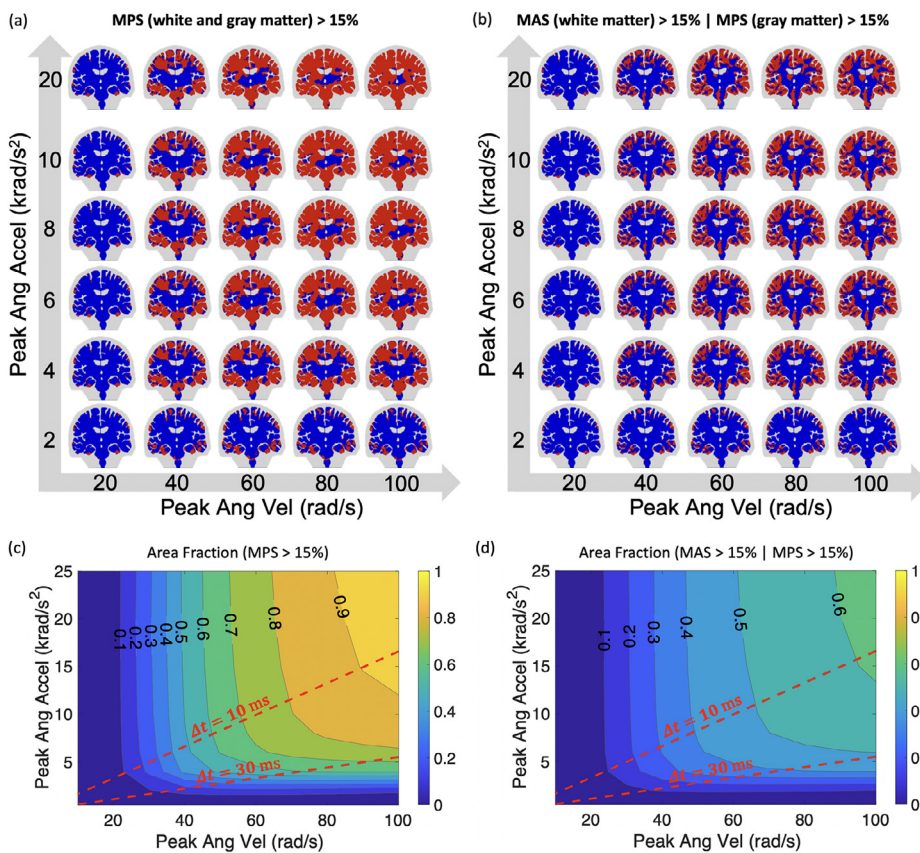 (a) MPS (white and gray matter) > 15%
Peak Ang Accel (krad/s²)
20
10
8
6
4
2
20 40 60 80 100
Peak Ang Vel (rad/s)
(b) MAS (white matter) > 15% | MPS (gray matter) > 15%
Peak Ang Accel (krad/s²)
20
10
8
6
4
2
20 40 60 80 100
Peak Ang Vel (rad/s)
(c) Area Fraction (MPS > 15%)
Peak Ang Accel (krad/s²)
25
20
15
10
5
0.1 0.2 0.3 0.4 0.5 0.6 0.7 0.8 0.9
Δt = 10 ms
Δt = 30 ms
20 40 60 80 100
Peak Ang Vel (rad/s)
1
0.8
0.6
0.4
0.2
0
(d) Area Fraction (MAS > 15% | MPS > 15%)
Peak Ang Accel (krad/s²)
25
20
15
10
5
0.1 0.2 0.3 0.4 0.5 0.6
Δt = 10 ms
Δt = 30 ms
20 40 60 80 100
Peak Ang Vel (rad/s)
1
0
0
0
0
0